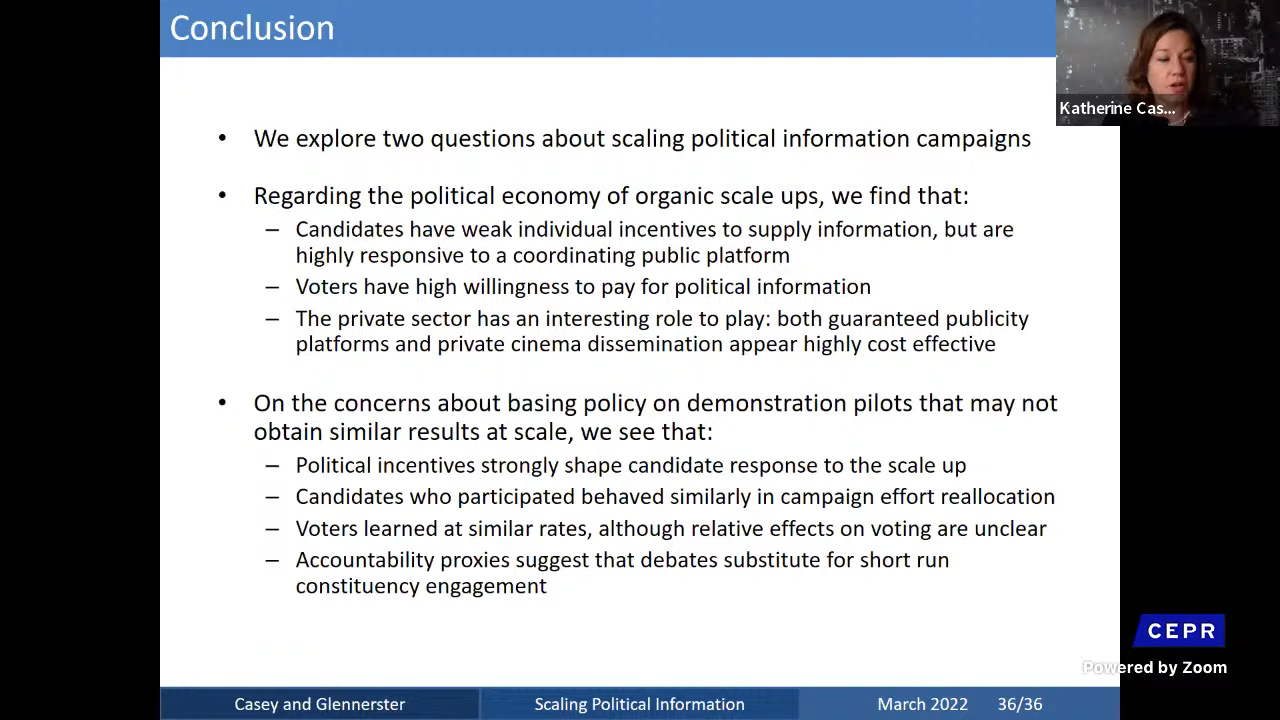 Conclusion
Katherine Cas...
• We explore two questions about scaling political information campaigns
• Regarding the political economy of organic scale ups, we find that:
– Candidates have weak individual incentives to supply information, but are
highly responsive to a coordinating public platform
– Voters have high willingness to pay for political information
– The private sector has an interesting role to play: both guaranteed publicity
platforms and private cinema dissemination appear highly cost effective
• On the concerns about basing policy on demonstration pilots that may not
obtain similar results at scale, we see that:
– Political incentives strongly shape candidate response to the scale up
– Candidates who participated behaved similarly in campaign effort reallocation
– Voters learned at similar rates, although relative effects on voting are unclear
– Accountability proxies suggest that debates substitute for short run
constituency engagement
CEPR
Powered by Zoom
Casey and Glennerster
Scaling Political Information
March 2022 36/36